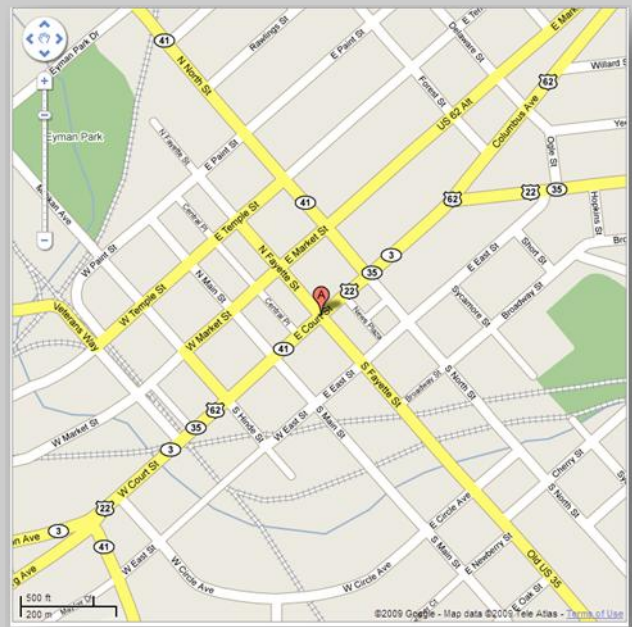 Eyman Park Dr
41
N North St
Rawlings St
E Paint St
Delaware St
E Market St
62
Willard S
Forest St
US 62 Alt
Columbus Ave
Eyman Park
N Fayette St
E Paint St
Ogle St
Central Pl
E Temple St
41
62
22
35
Hopkins St
W Paint St
N Fayette St
E Market St
3
35
22
E East St
Short St
Bro
N Main St
A
Sycamore St
Broadway St
Veterans Way
W Temple St
Central Pl
News Place
W Market St
E Court St
41
E East St
S Fayette St
Broadway St
S North St
62
S Hinde St
W East St
S Main St
W Market St
35
3
W Court St
22
Cherry St
S North St
3
41
E Circle Ave
W East St
W Circle Ave
W Circle Ave
S Main St
E Newberry St
Old US 35
E Oak St
500 ft
200 m
©2009 Google - Map data ©2009 Tele Atlas - Terms of Use